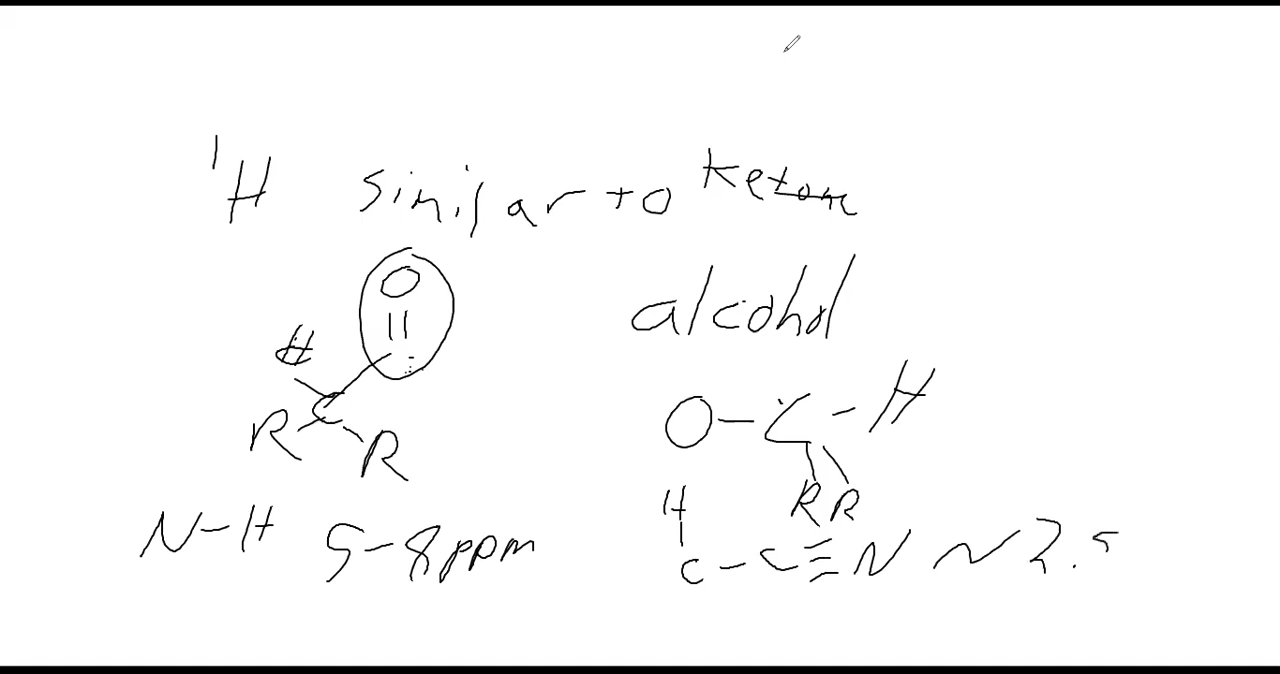 ¹H similar to ketone
alcohol
O
H
C
R R
O-C-H
R R
N-H 5-8ppm
H
C-C≡N ~2.5